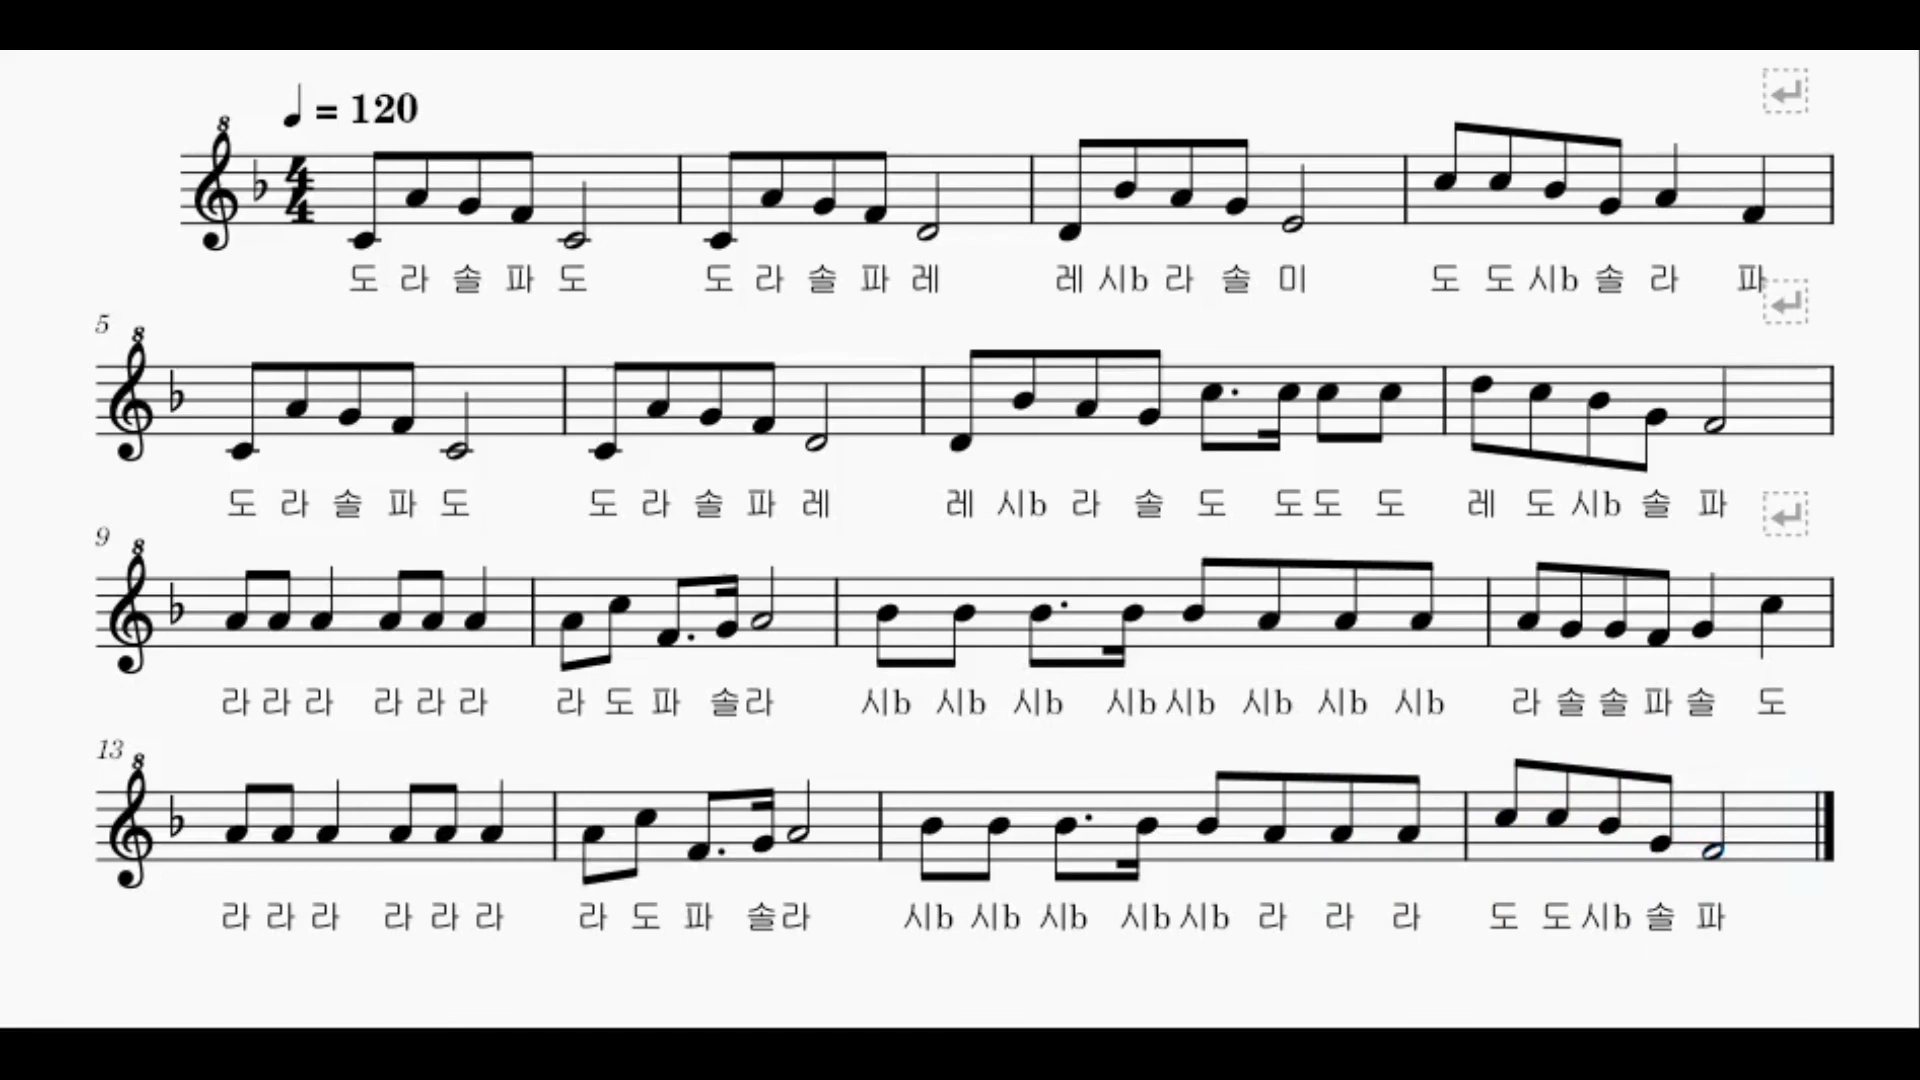 = 120
8
4
4
도 라 솔 파 도 도 라 솔 파 레 레 시b 라 솔 미 도 도 시b 솔 라 파
5
8
도 라 솔 파 도 도 라 솔 파 레 레 시b 라 솔 도 도 도 도 레 도 시b 솔 파
9
8
라 라 라 라 라 라 라 도 파 솔 라 시b 시b 시b 시b 시b 시b 시b 시b 라 솔 솔 파 솔 도
13
8
라 라 라 라 라 라 라 도 파 솔 라 시b 시b 시b 시b 시b 라 라 라 도 도 시b 솔 파